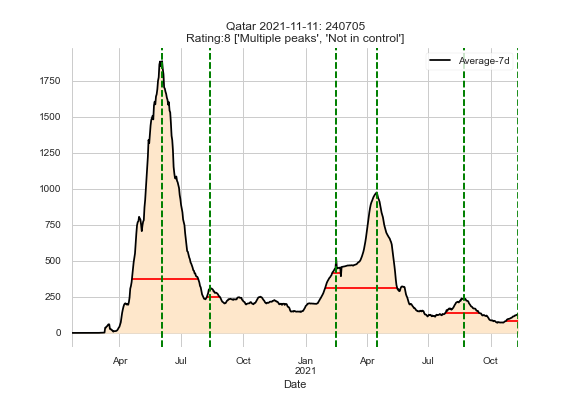 Qatar 2021-11-11: 240705
Rating:8 ['Multiple peaks', 'Not in control']
Average-7d
1750
1500
1250
1000
750
500
250
0
Apr
Jul
Oct
Jan
2021
Apr
Jul
Oct
Date